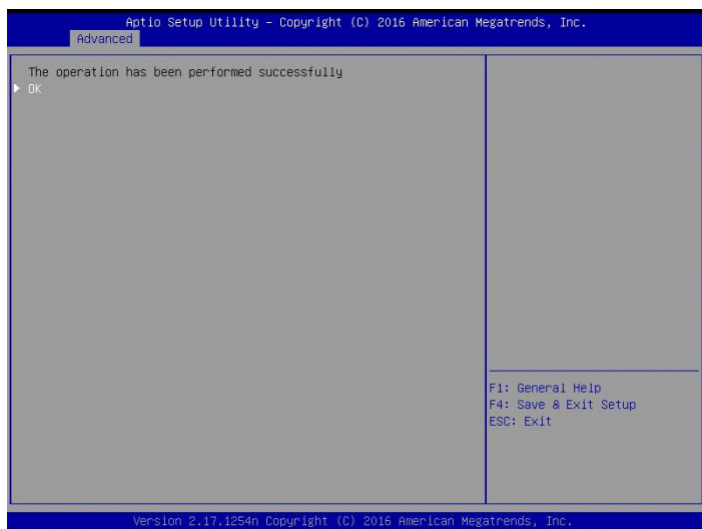 Aptio Setup Utility – Copyright (C) 2016 American Megatrends, Inc.
Advanced
The operation has been performed successfully
OK
F1: General Help
F4: Save & Exit Setup
ESC: Exit
Version 2.17.1254n Copyright (C) 2016 American Megatrends, Inc.